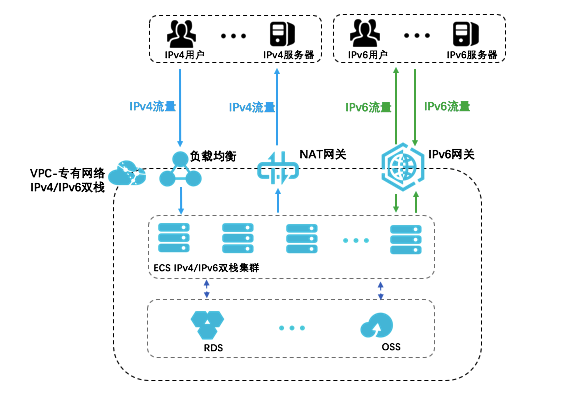 IPv4用户
IPv4服务器
IPv6用户
IPv6服务器
IPv4流量
IPv4流量
IPv6流量
IPv6流量
负载均衡
NAT网关
IPv6网关
VPC-专有网络
IPv4/IPv6双栈
ECS IPv4/IPv6双栈集群
RDS
OSS